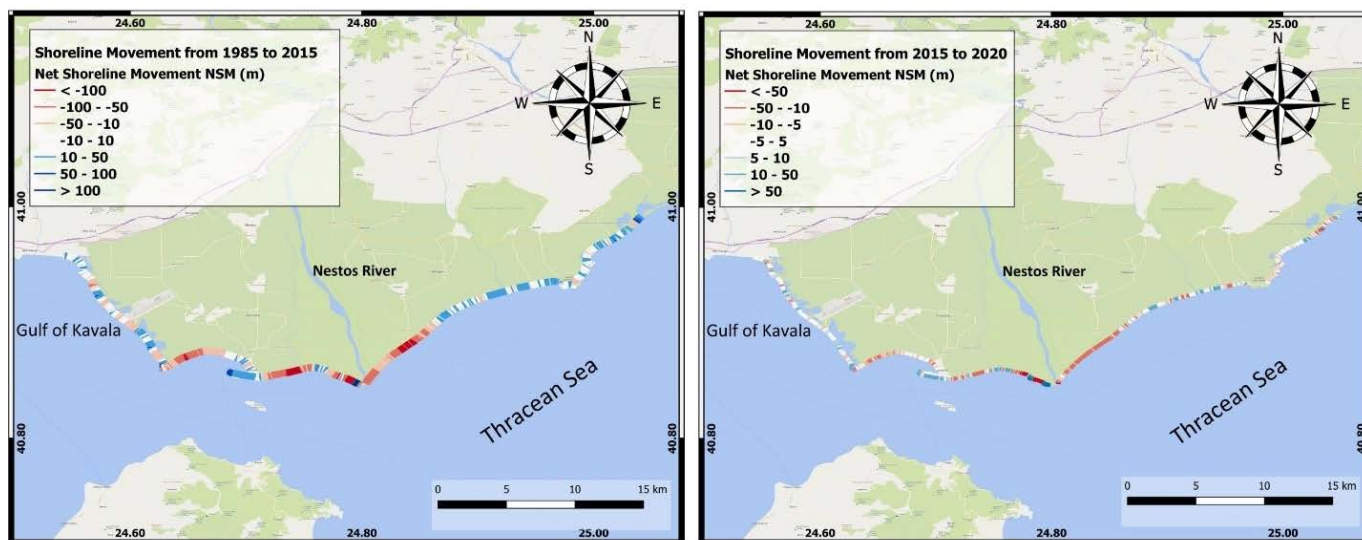 24.60 24.80 25.00
Shoreline Movement from 1985 to 2015
Net Shoreline Movement NSM (m)
< -100
-100 - -50
-50 - -10
-10 - 10
10 - 50
50 - 100
> 100
N
W E
S
41.00
41.00
Nestos River
Gulf of Kavala
Thracean Sea
40.80
40.80
0 5 10 15 km
24.60 24.80 25.00
24.60 24.80 25.00
Shoreline Movement from 2015 to 2020
Net Shoreline Movement NSM (m)
< -50
-50 - -10
-10 - -5
-5 - 5
5 - 10
10 - 50
> 50
N
W E
S
41.00
41.00
Nestos River
Gulf of Kavala
Thracean Sea
40.80
40.80
0 5 10 15 km
24.60 24.80 25.00